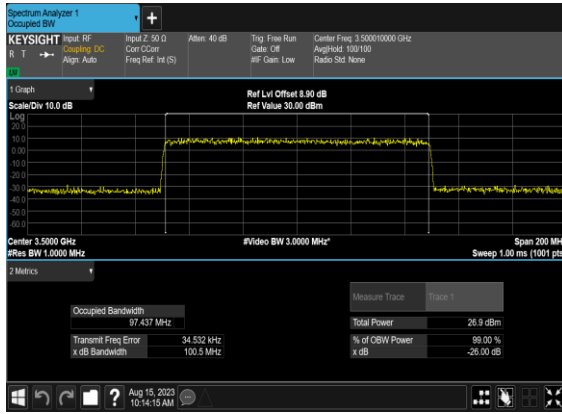 Spectrum Analyzer 1
Occupied BW
+
KEYSIGHT Input: RF Input Z: 50 Ω Atten: 40 dB Trig: Free Run Center Freq: 3.500010000 GHz
R T Coupling: DC Corr CCorr Gate: Off Avg|Hold: 100/100
Align: Auto Freq Ref: Int (S) #IF Gain: Low Radio Std: None
1 Graph
Ref Lvl Offset 8.90 dB
Scale/Div 10.0 dB Ref Value 30.00 dBm
Log
20.0
10.0
0.00
-10.0
-20.0
-30.0
-40.0
-50.0
-60.0
Center 3.5000 GHz #Video BW 3.0000 MHz* Span 200 MH
#Res BW 1.0000 MHz Sweep 1.00 ms (1001 pts
2 Metrics
Measure Trace Trace 1
Occupied Bandwidth
97.437 MHz Total Power 26.9 dBm
Transmit Freq Error 34.532 kHz % of OBW Power 99.00 %
x dB Bandwidth 100.5 MHz x dB -26.00 dB
? Aug 15, 2023
10:14:15 AM